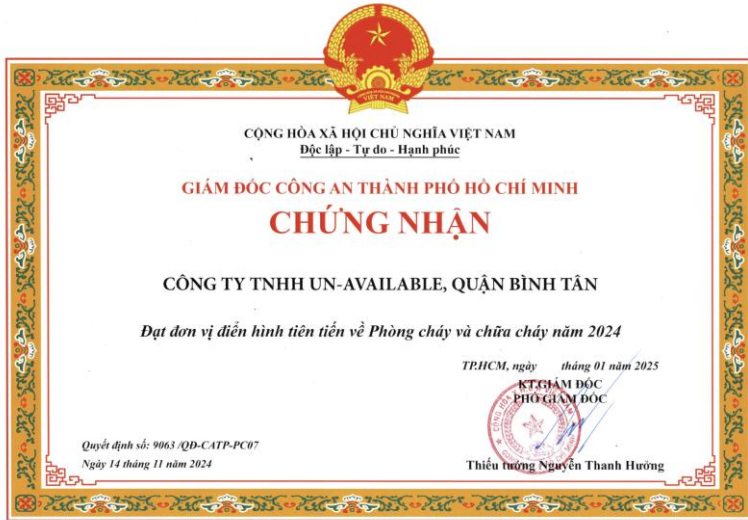 CỘNG HÒA XÃ HỘI CHỦ NGHĨA VIỆT NAM
Độc lập - Tự do - Hạnh phúc
GIÁM ĐỐC CÔNG AN THÀNH PHỐ HỒ CHÍ MINH
CHỨNG NHẬN
CÔNG TY TNHH UN-AVAILABLE, QUẬN BÌNH TÂN
Đạt đơn vị điển hình tiên tiến về Phòng cháy và chữa cháy năm 2024
TP.HCM, ngày tháng 01 năm 2025
KT.GIÁM ĐỐC
PHÓ GIÁM ĐỐC
Quyết định số: 9063 /QĐ-CATP-PC07
Ngày 14 tháng 11 năm 2024
Thiếu tướng Nguyễn Thanh Hưởng